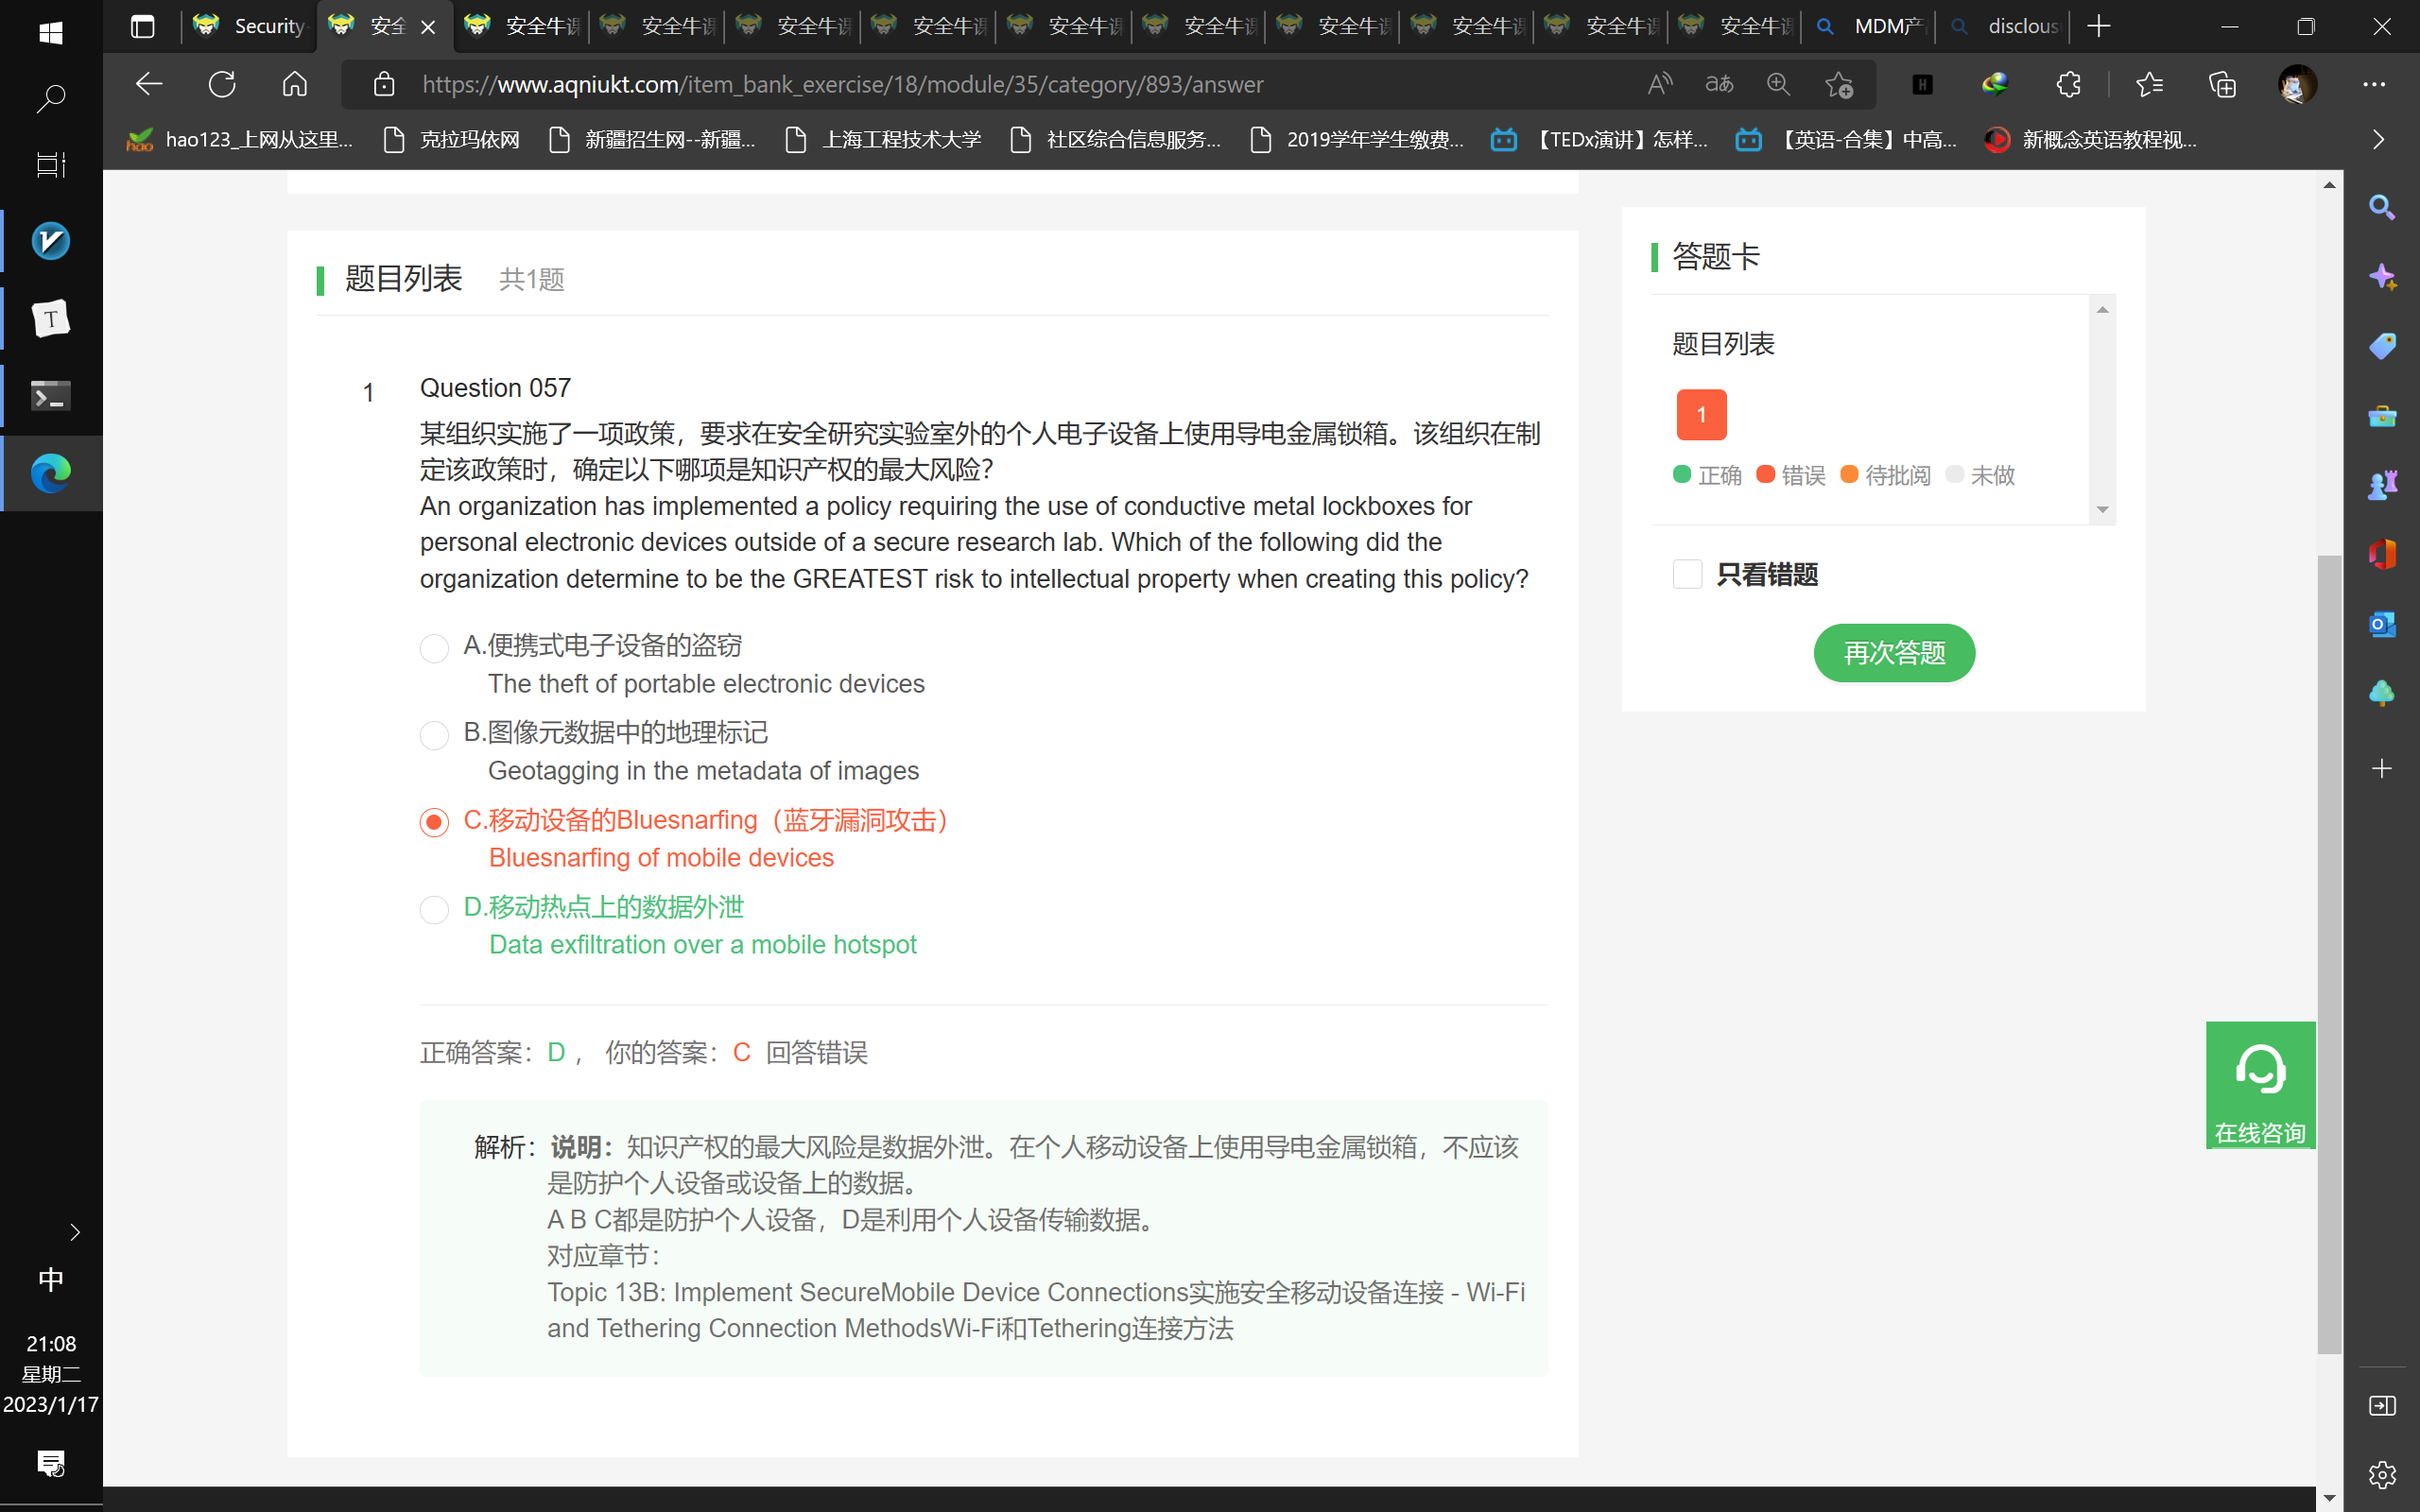 Security
安全
安全牛课
安全牛课
安全牛课
安全牛课
安全牛课
安全牛课
安全牛课
安全牛课
安全牛课
安全牛课
MDM产
disclous
https://www.aqniukt.com/item_bank_exercise/18/module/35/category/893/answer
hao123_上网从这里...
克拉玛依网
新疆招生网--新疆...
上海工程技术大学
社区综合信息服务...
2019学年学生缴费...
【TEDx演讲】怎样...
【英语-合集】中高...
新概念英语教程视...
题目列表 共1题
1
Question 057
某组织实施了一项政策，要求在安全研究实验室外的个人电子设备上使用导电金属锁箱。该组织在制
定该政策时，确定以下哪项是知识产权的最大风险？
An organization has implemented a policy requiring the use of conductive metal lockboxes for
personal electronic devices outside of a secure research lab. Which of the following did the
organization determine to be the GREATEST risk to intellectual property when creating this policy?
A.便携式电子设备的盗窃
The theft of portable electronic devices
B.图像元数据中的地理标记
Geotagging in the metadata of images
C.移动设备的Bluesnarfing（蓝牙漏洞攻击）
Bluesnarfing of mobile devices
D.移动热点上的数据外泄
Data exfiltration over a mobile hotspot
正确答案：D ， 你的答案：C 回答错误
解析：说明：知识产权的最大风险是数据外泄。在个人移动设备上使用导电金属锁箱，不应该
是防护个人设备或设备上的数据。
A B C都是防护个人设备，D是利用个人设备传输数据。
对应章节：
Topic 13B: Implement SecureMobile Device Connections实施安全移动设备连接 - Wi-Fi
and Tethering Connection MethodsWi-Fi和Tethering连接方法
答题卡
题目列表
1
正确 错误 待批阅 未做
只看错题
再次答题
在线咨询
中
21:08
星期二
2023/1/17